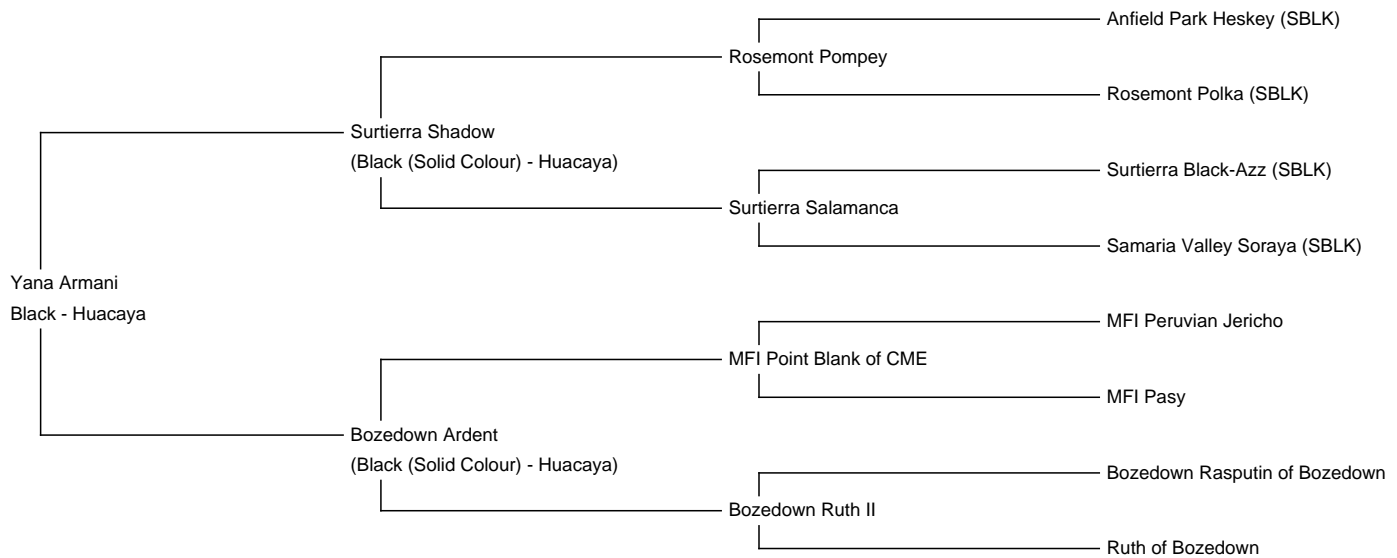 Anfield Park Heskey (SBLK)
Rosemont Pompey
Rosemont Polka (SBLK)
Surtierra Shadow
(Black (Solid Colour) - Huacaya)
Surtierra Black-Azz (SBLK)
Surtierra Salamanca
Samaria Valley Soraya (SBLK)
Yana Armani
Black - Huacaya
MFI Peruvian Jericho
MFI Point Blank of CME
MFI Pasy
Bozedown Ardent
(Black (Solid Colour) - Huacaya)
Bozedown Rasputin of Bozedown
Bozedown Ruth II
Ruth of Bozedown